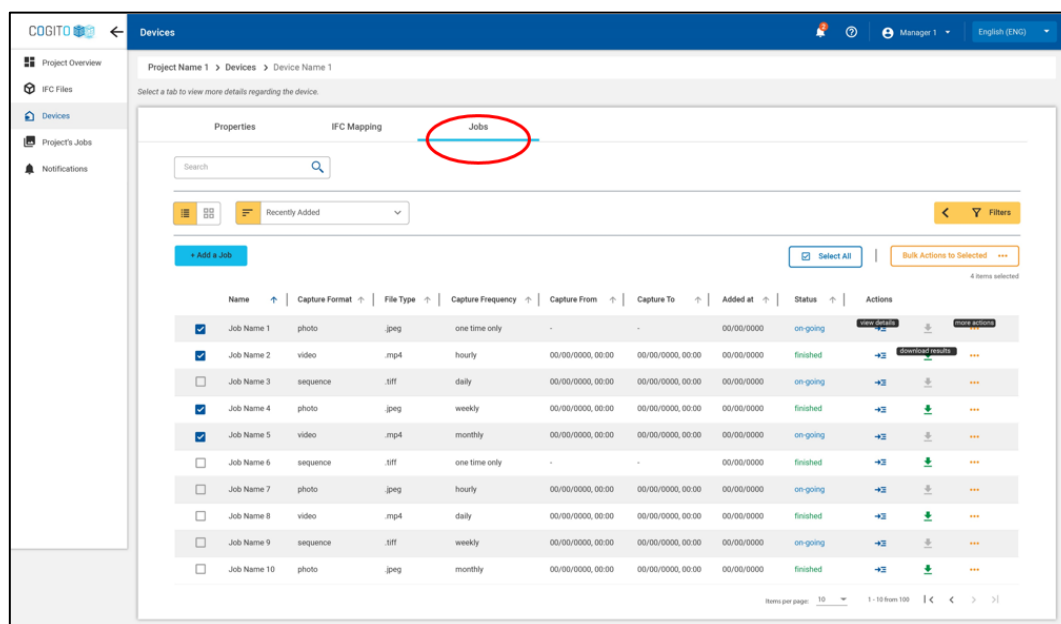 COGITO
Devices
2
Manager 1
English (ENG)
Project Overview
IFC Files
Devices
Project's Jobs
Notifications
Project Name 1 > Devices > Device Name 1
Select a tab to view more details regarding the device.
Properties IFC Mapping Jobs
Search
Recently Added
Filters
+ Add a Job
Select All
Bulk Actions to Selected
4 items selected
Name Capture Format File Type Capture Frequency Capture From Capture To Added at Status Actions
view details more actions
Job Name 1 photo .jpeg one time only - - 00/00/0000 on-going
download results
Job Name 2 video .mp4 hourly 00/00/0000, 00:00 00/00/0000, 00:00 00/00/0000 finished
Job Name 3 sequence .tiff daily 00/00/0000, 00:00 00/00/0000, 00:00 00/00/0000 on-going
Job Name 4 photo .jpeg weekly 00/00/0000, 00:00 00/00/0000, 00:00 00/00/0000 finished
Job Name 5 video .mp4 monthly 00/00/0000, 00:00 00/00/0000, 00:00 00/00/0000 on-going
Job Name 6 sequence .tiff one time only - - 00/00/0000 finished
Job Name 7 photo .jpeg hourly 00/00/0000, 00:00 00/00/0000, 00:00 00/00/0000 on-going
Job Name 8 video .mp4 daily 00/00/0000, 00:00 00/00/0000, 00:00 00/00/0000 finished
Job Name 9 sequence .tiff weekly 00/00/0000, 00:00 00/00/0000, 00:00 00/00/0000 on-going
Job Name 10 photo .jpeg monthly 00/00/0000, 00:00 00/00/0000, 00:00 00/00/0000 finished
Items per page: 10 1 - 10 from 100